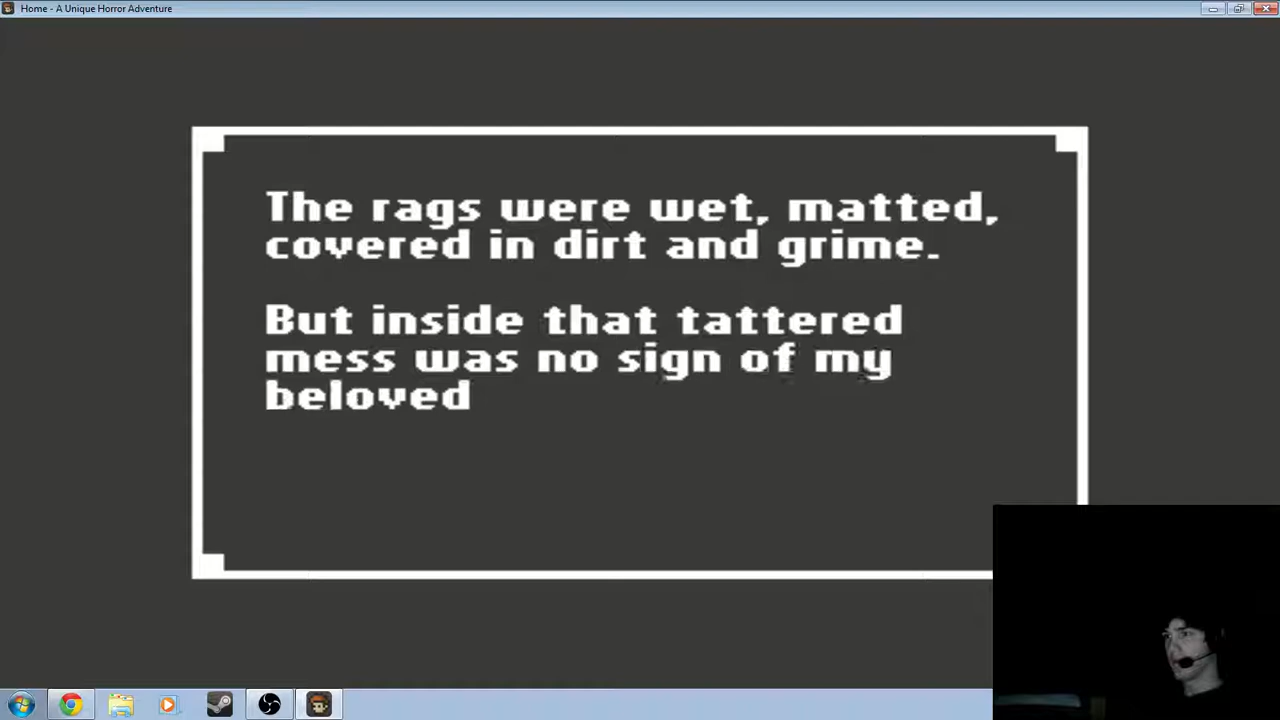 Home - A Unique Horror Adventure
The rags were wet, matted,
covered in dirt and grime.
But inside that tattered
mess was no sign of my
beloved